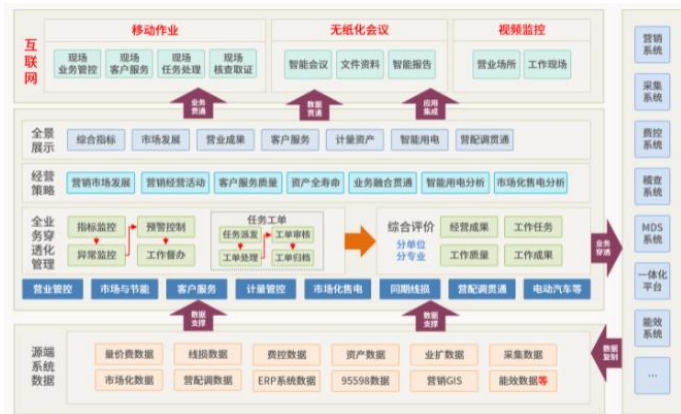 互联网
移动作业
现场业务管控
现场客户服务
现场任务处理
现场核查取证
无纸化会议
智能会议
文件资料
智能报告
视频监控
营业场所
工作现场
业务贯通
数据贯通
应用集成
全景展示
综合指标
市场发展
营业成果
客户服务
计量资产
智能用电
营配调贯通
经营策略
营销市场发展
营销经营活动
客户服务质量
资产全寿命
业务融合贯通
智能用电分析
市场化售电分析
全业务穿透化管理
指标监控
预警控制
异常监控
工作督办
任务工单
任务派发
工单审核
工单处理
工单归档
综合评价
分单位
分专业
经营成果
工作任务
工作质量
工作成果
营业管控
市场与节能
客户服务
计量管控
市场化售电
同期线损
营配调贯通
电动汽车等
数据支撑
数据支撑
源端系统数据
量价费数据
线损数据
费控数据
资产数据
业扩数据
采集数据
市场化数据
营配调数据
ERP系统数据
95598数据
营销GIS
能效数据等
业务穿透
数据复制
营销系统
采集系统
费控系统
稽查系统
MDS系统
一体化平台
能效系统
...